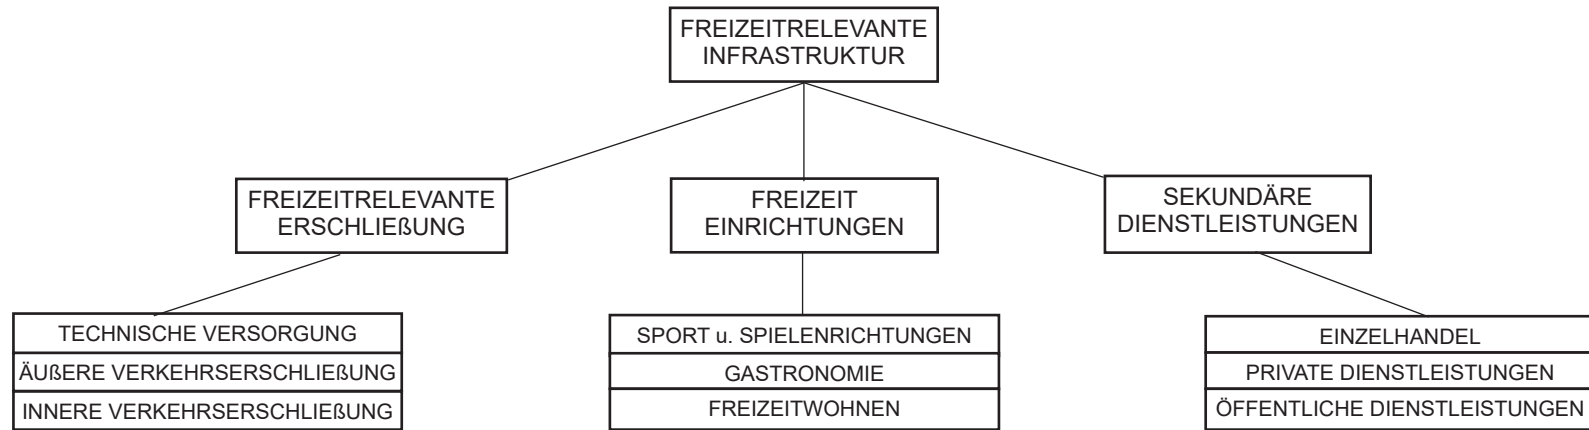 FREIZEITRELEVANTE
INFRASTRUKTUR
FREIZEITRELEVANTE
ERSCHLIEßUNG
FREIZEIT
EINRICHTUNGEN
SEKUNDÄRE
DIENSTLEISTUNGEN
TECHNISCHE VERSORGUNG
ÄUßERE VERKEHRSERSCHLIEßUNG
INNERE VERKEHRSERSCHLIEßUNG
SPORT u. SPIELENRICHTUNGEN
GASTRONOMIE
FREIZEITWOHNEN
EINZELHANDEL
PRIVATE DIENSTLEISTUNGEN
ÖFFENTLICHE DIENSTLEISTUNGEN